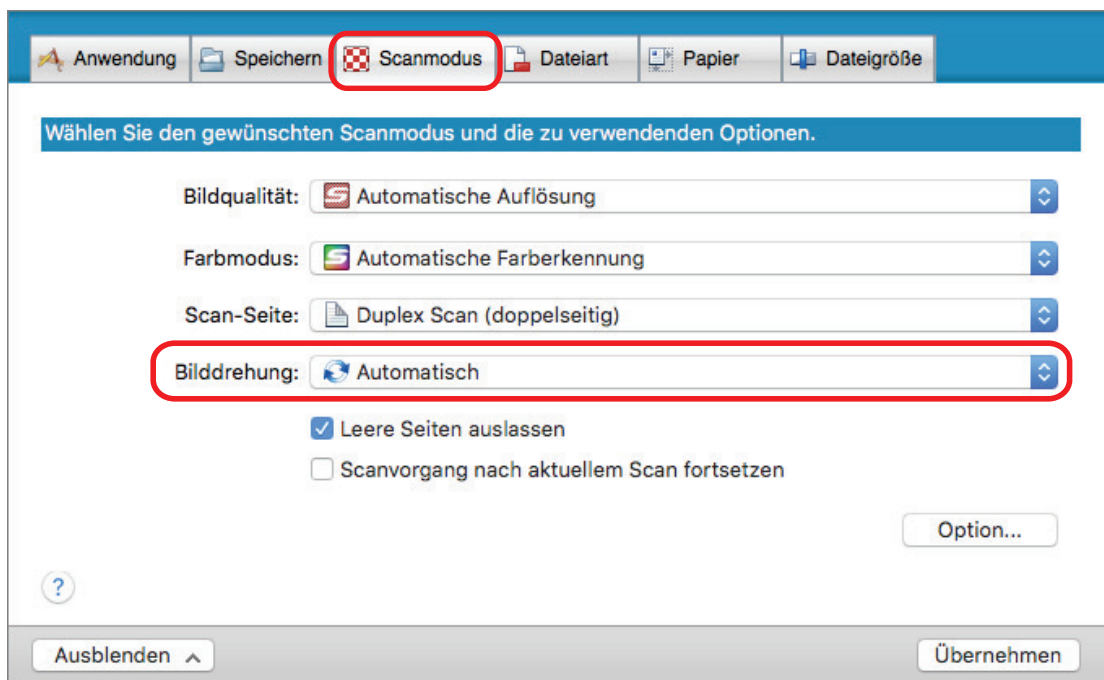 Anwendung Speichern Scanmodus Dateiart Papier Dateigröße
Wählen Sie den gewünschten Scanmodus und die zu verwendenden Optionen.
Bildqualität: Automatische Auflösung
Farbmodus: Automatische Farberkennung
Scan-Seite: Duplex Scan (doppelseitig)
Bilddrehung: Automatisch
Leere Seiten auslassen
Scanvorgang nach aktuellem Scan fortsetzen
Option...
?
Ausblenden Übernehmen